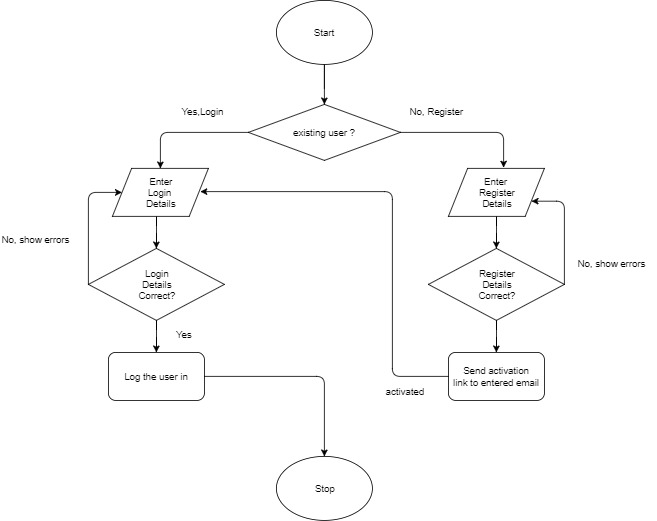 Start
Yes,Login
No, Register
existing user ?
Enter
Login
Details
Enter
Register
Details
No, show errors
No, show errors
Login
Details
Correct?
Register
Details
Correct?
Yes
Log the user in
Send activation
link to entered email
activated
Stop